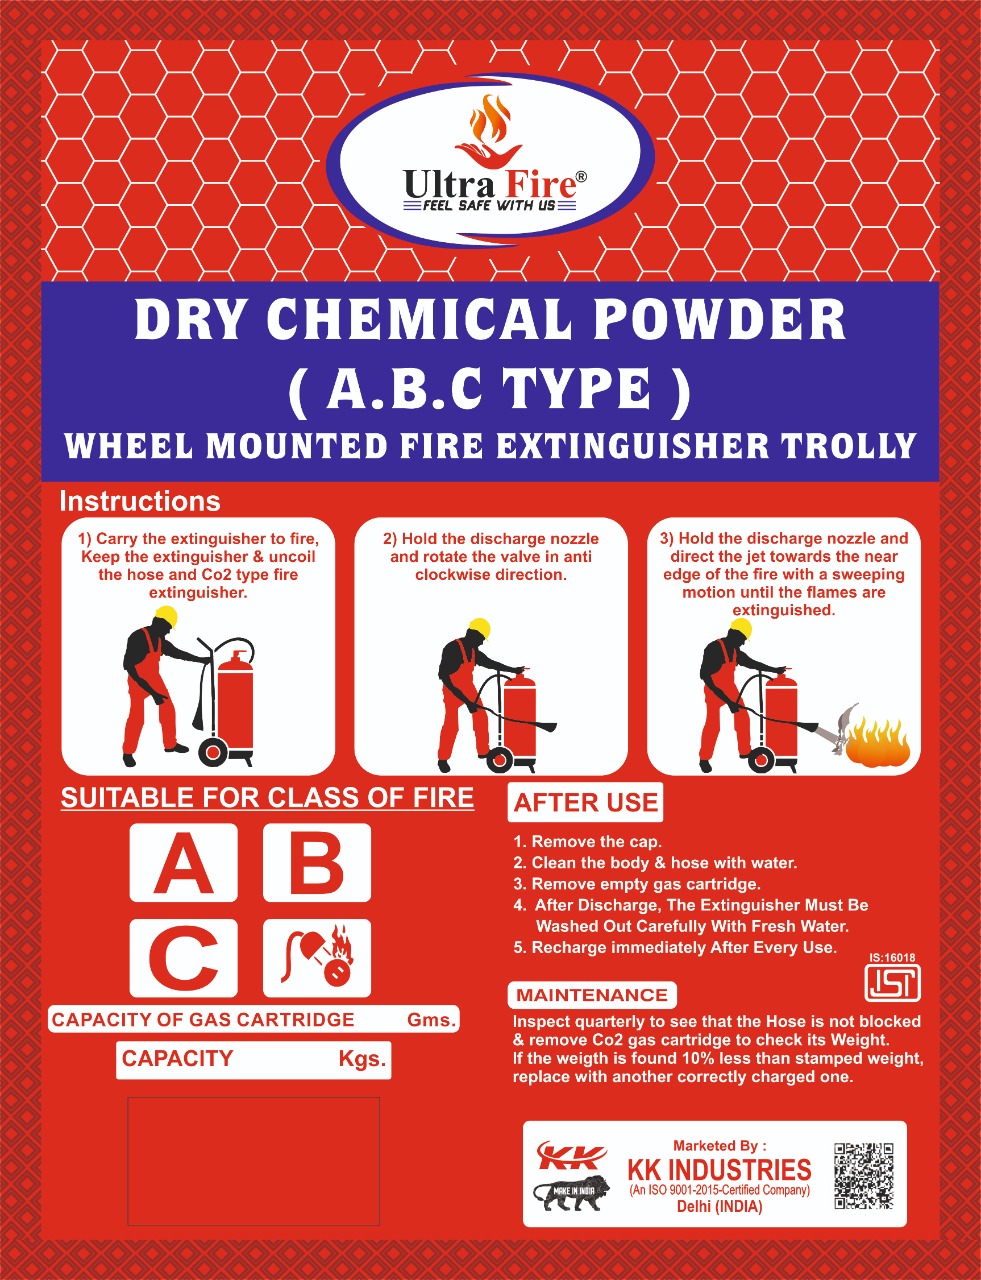 Ultra Fire®
FEEL SAFE WITH US
DRY CHEMICAL POWDER
( A.B.C TYPE )
WHEEL MOUNTED FIRE EXTINGUISHER TROLLY
Instructions
1) Carry the extinguisher to fire,
Keep the extinguisher & uncoil
the hose and Co2 type fire
extinguisher.
2) Hold the discharge nozzle
and rotate the valve in anti
clockwise direction.
3) Hold the discharge nozzle and
direct the jet towards the near
edge of the fire with a sweeping
motion until the flames are
extinguished.
SUITABLE FOR CLASS OF FIRE
A
B
C
CAPACITY OF GAS CARTRIDGE Gms.
CAPACITY Kgs.
AFTER USE
1. Remove the cap.
2. Clean the body & hose with water.
3. Remove empty gas cartridge.
4. After Discharge, The Extinguisher Must Be
Washed Out Carefully With Fresh Water.
5. Recharge immediately After Every Use.
IS:16018
ISI
MAINTENANCE
Inspect quarterly to see that the Hose is not blocked
& remove Co2 gas cartridge to check its Weight.
If the weigth is found 10% less than stamped weight,
replace with another correctly charged one.
KK
MAKE IN INDIA
Marketed By :
KK INDUSTRIES
(An ISO 9001-2015-Certified Company)
Delhi (INDIA)